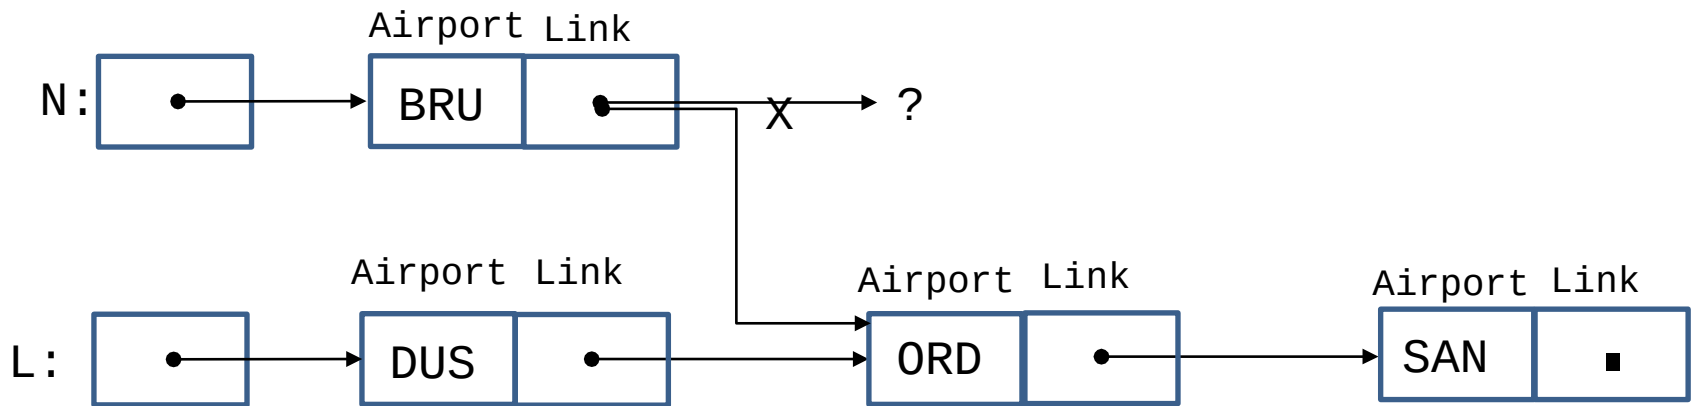 Airport Link
N: BRU X ?
Airport Link Airport Link Airport Link
L: DUS ORD SAN